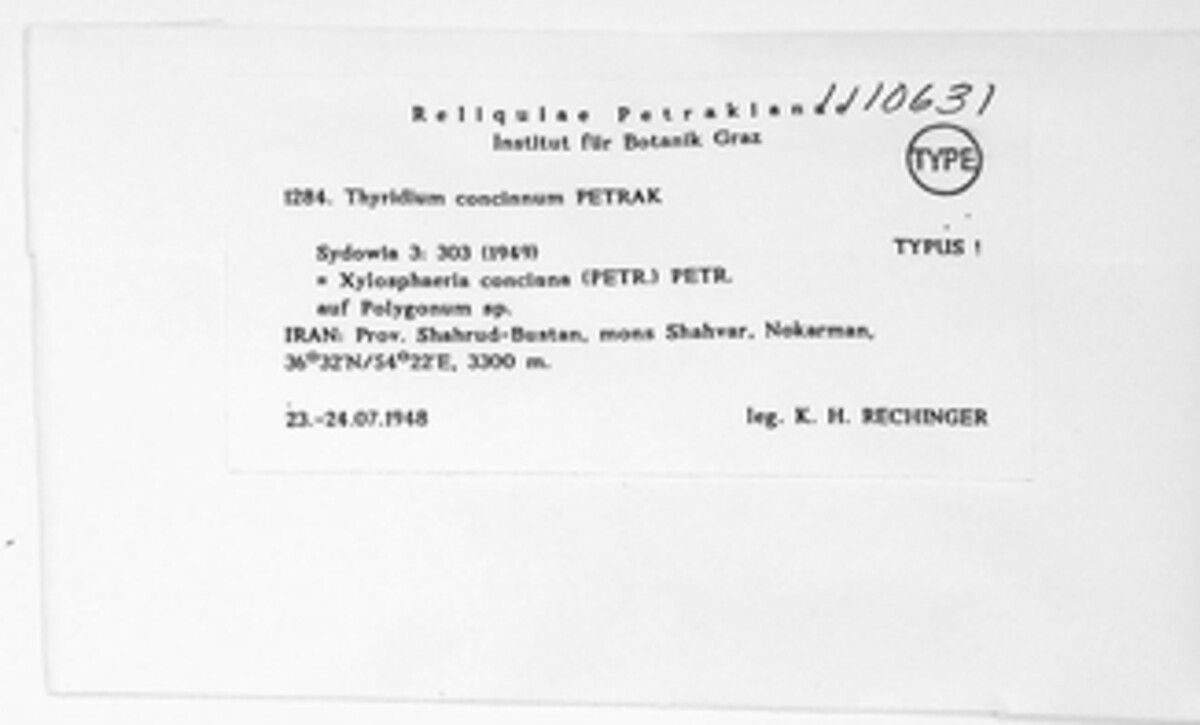 Reliquiae Petrakianae
Institut für Botanik Graz
10631
TYPE
1284. Thyridium concinnum PETRAK
Sydowia 3: 303 (1949)
TYPUS !
= Xylosphaeria concinna (PETR.) PETR.
auf Polygonum sp.
IRAN: Prov. Shahrud-Bustan, mons Shahvar, Nokarman,
36°32'N/54°22'E, 3300 m.
23.-24.07.1948
leg. K. H. RECHINGER